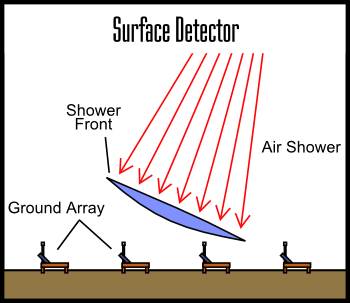 Surface Detector
Shower
Front
Air Shower
Ground Array